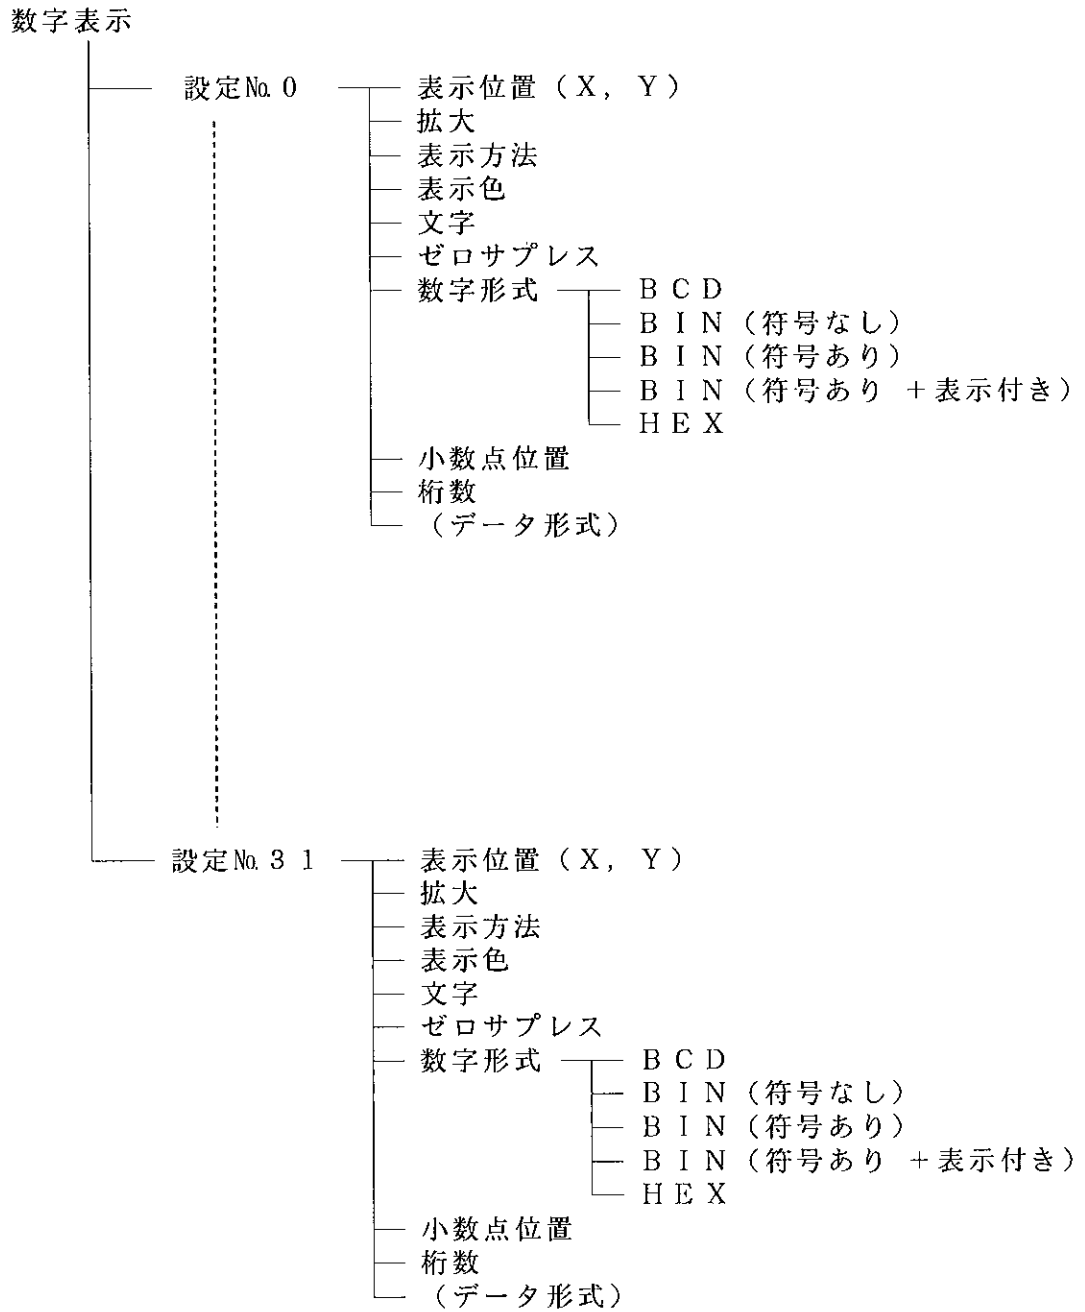 数字表示
設定No.0 表示位置（X，Y）
拡大
表示方法
表示色
文字
ゼロサプレス
数字形式 BCD
BIN（符号なし）
BIN（符号あり）
BIN（符号あり ＋表示付き）
HEX
小数点位置
桁数
（データ形式）
設定No.31 表示位置（X，Y）
拡大
表示方法
表示色
文字
ゼロサプレス
数字形式 BCD
BIN（符号なし）
BIN（符号あり）
BIN（符号あり ＋表示付き）
HEX
小数点位置
桁数
（データ形式）